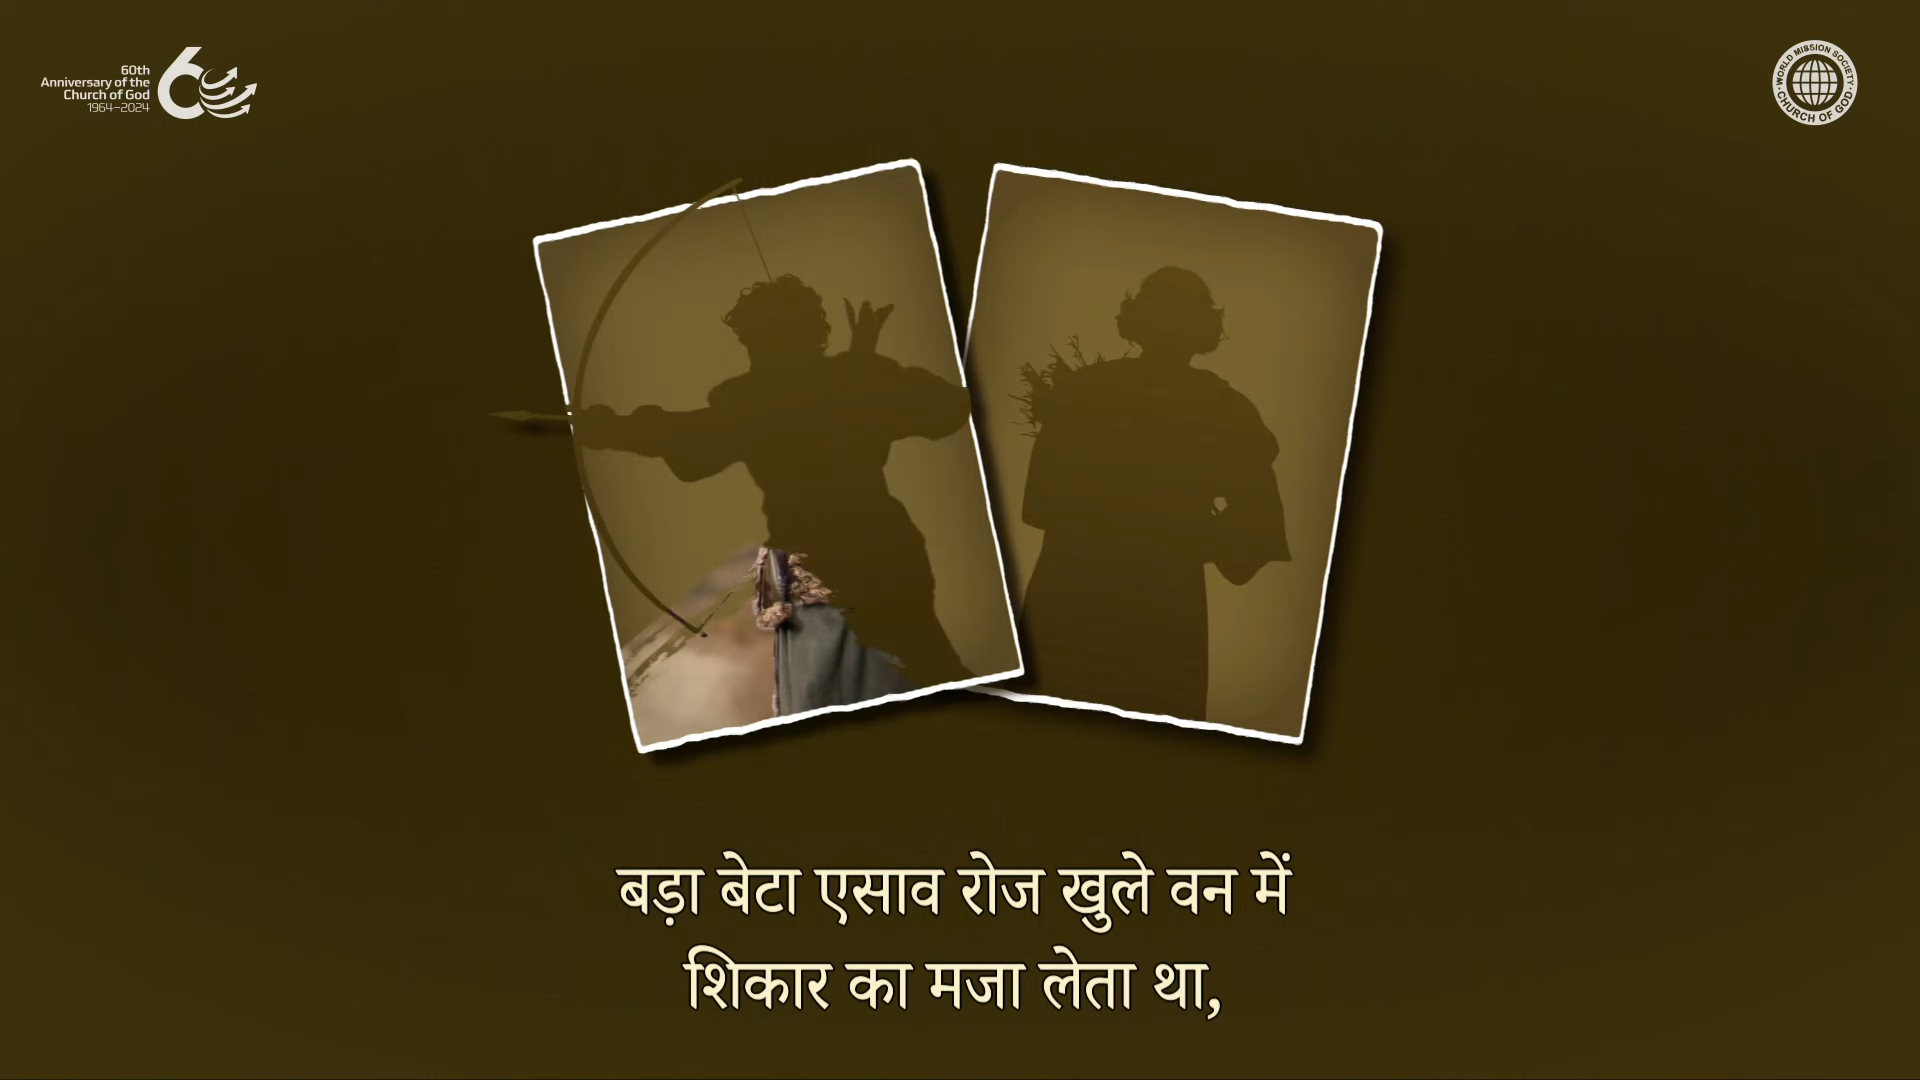 60th
Anniversary of the
Church of God
1964–2024
WORLD MISSION SOCIETY
CHURCH OF GOD
बड़ा बेटा एसाव रोज खुले वन में
शिकार का मजा लेता था,